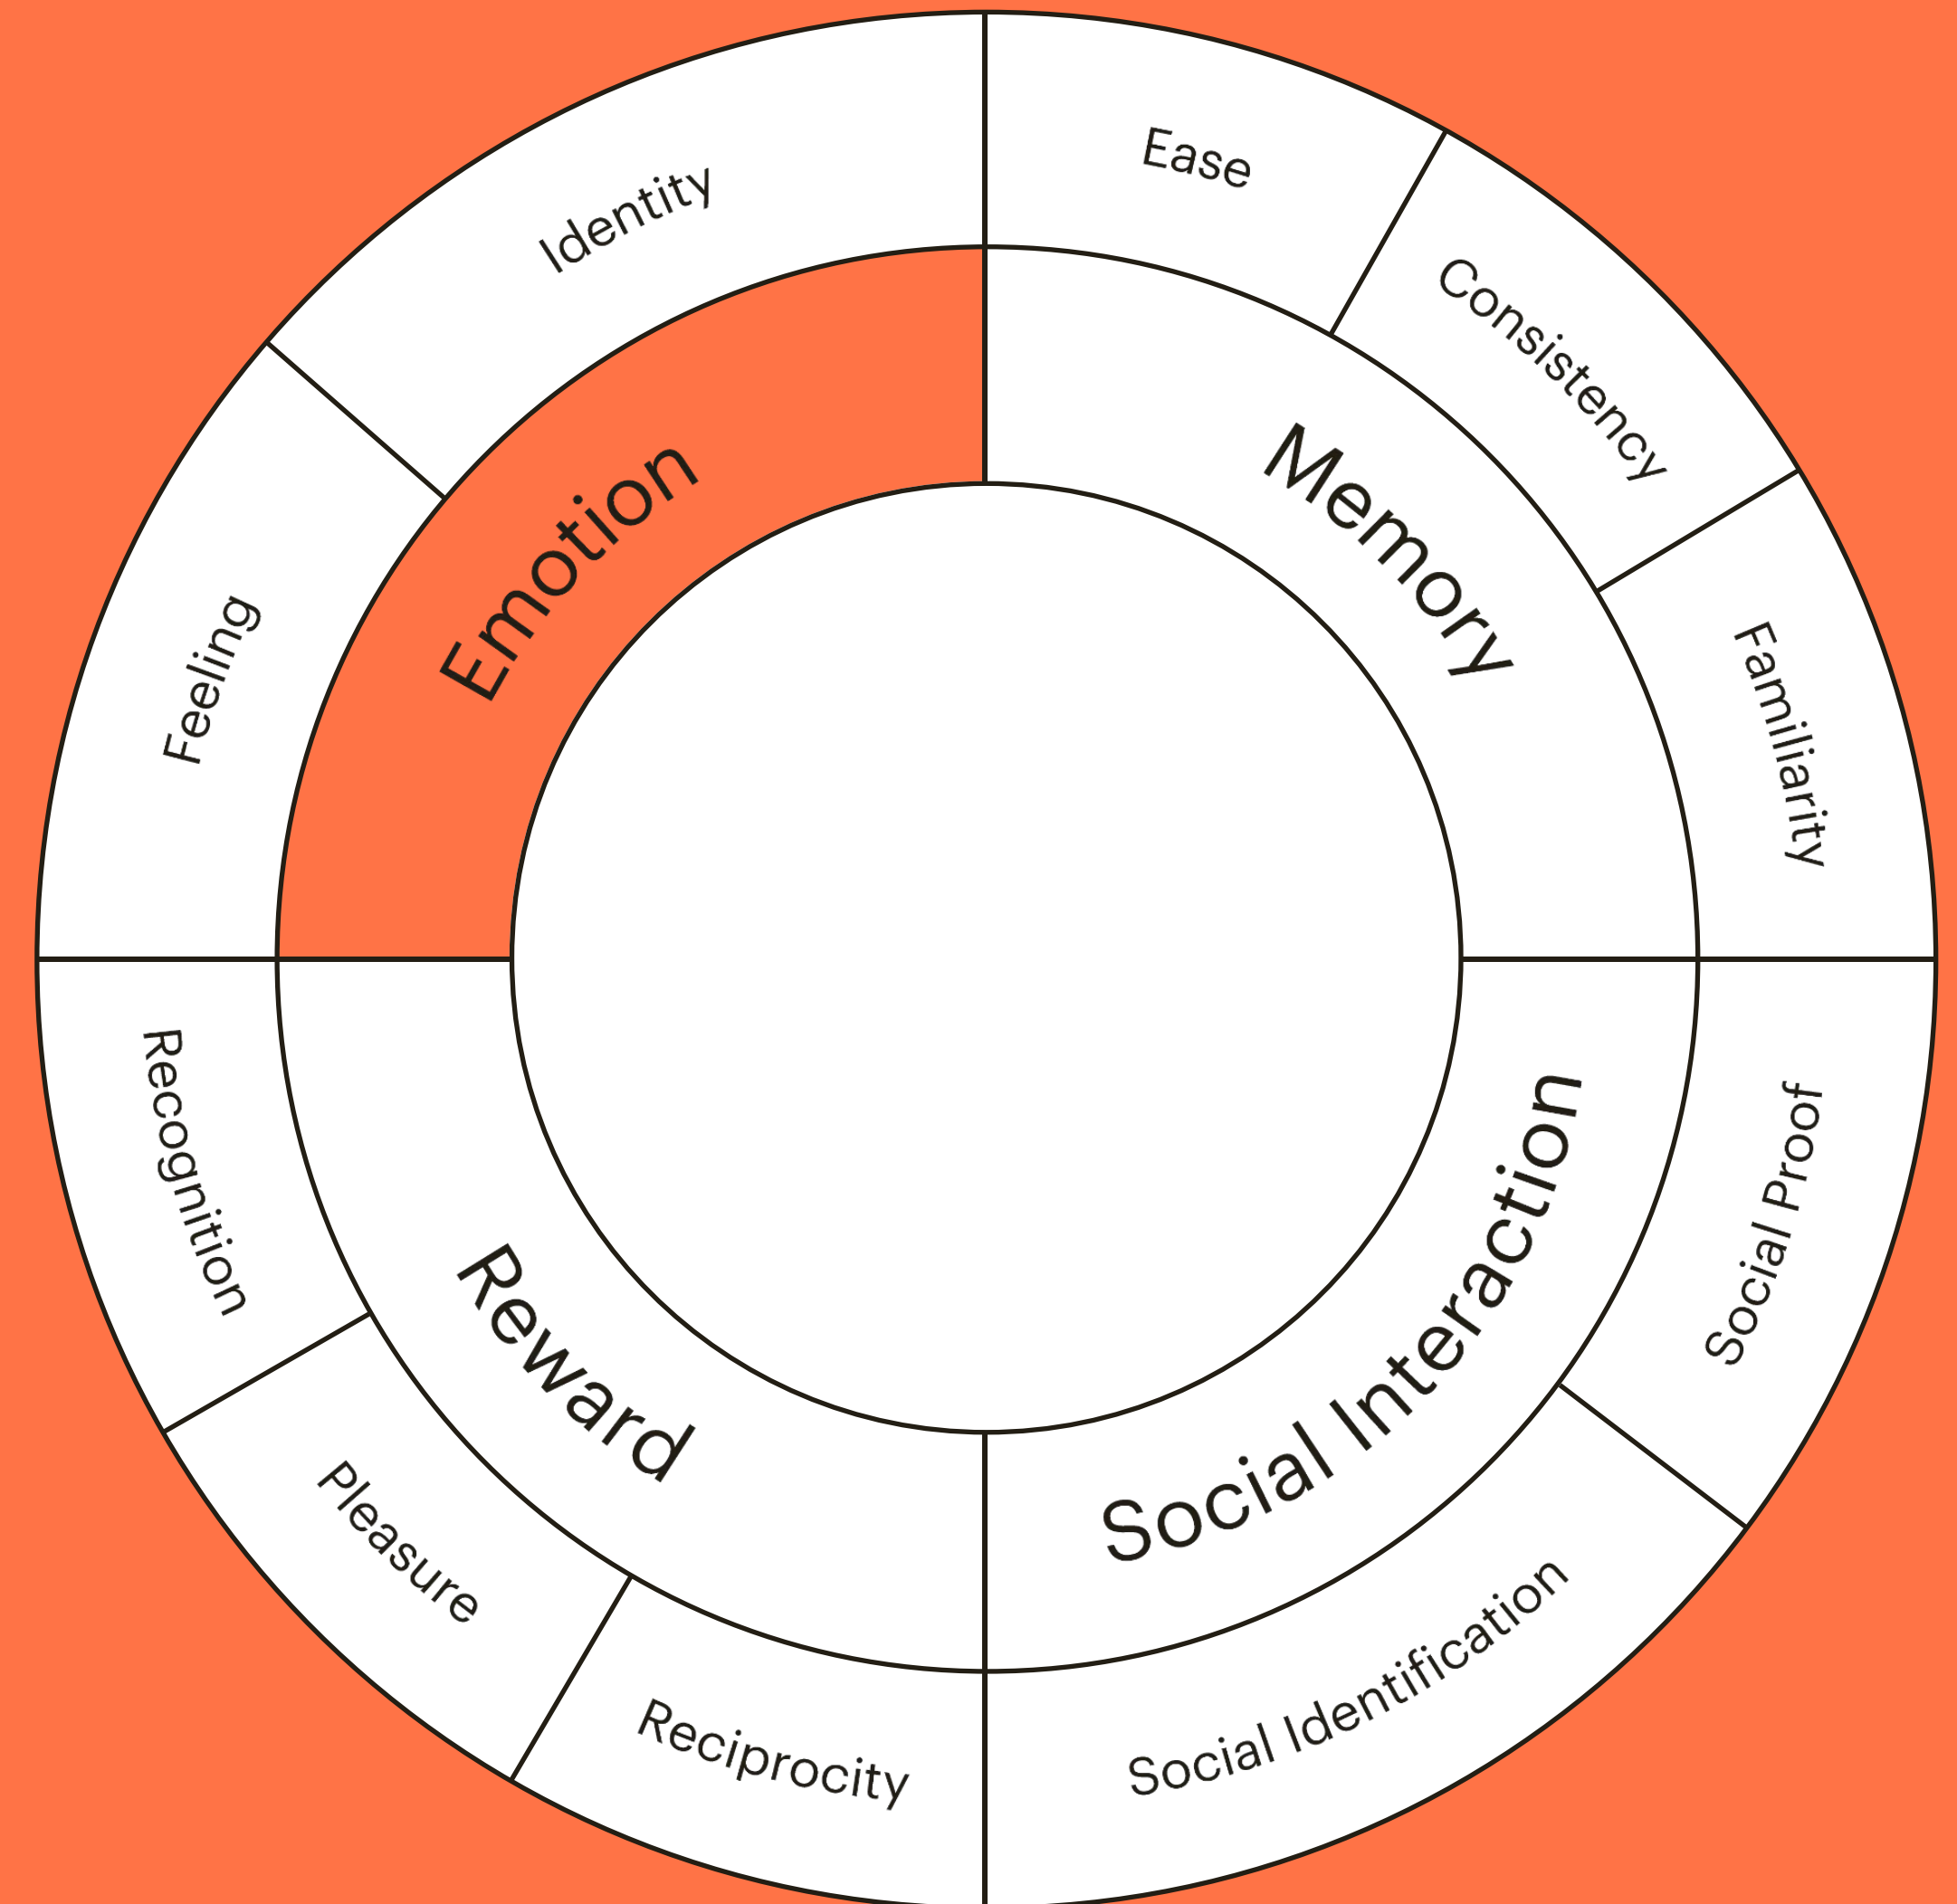 Identity
Ease
Consistency
Familiarity
Feeling
Emotion
Memory
Recognition
Reward
Social Interaction
Social Proof
Pleasure
Reciprocity
Social Identification